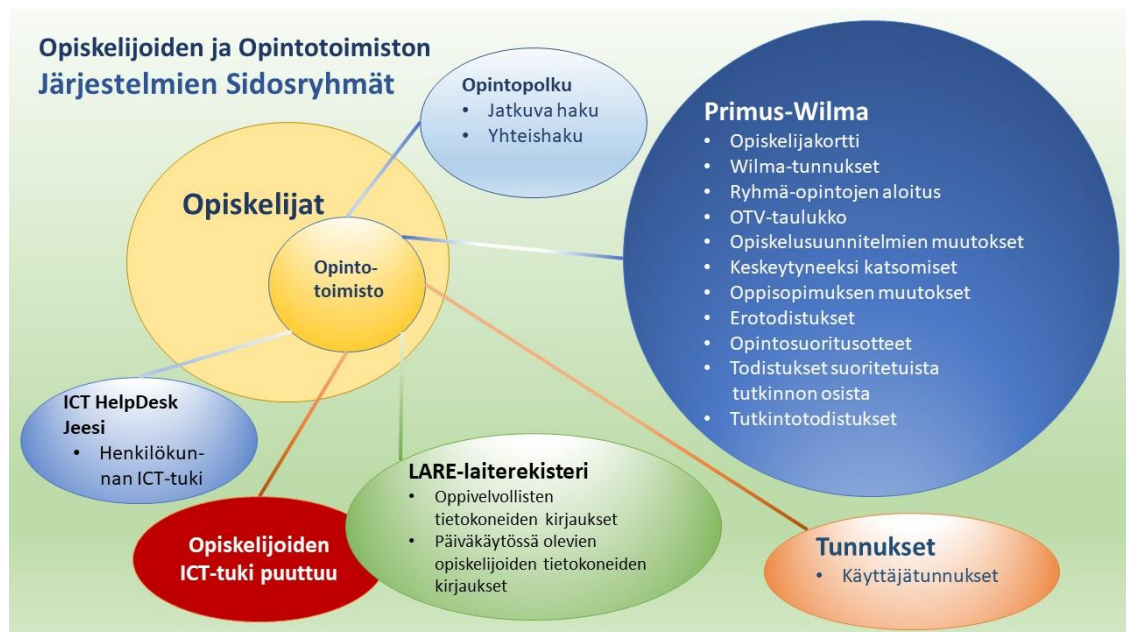 Opiskelijoiden ja Opintotoimiston
Järjestelmien Sidosryhmät
Opintopolku
• Jatkuva haku
• Yhteishaku
Primus-Wilma
• Opiskelijakortti
• Wilma-tunnukset
• Ryhmä-opintojen aloitus
• OTV-taulukko
• Opiskelusuunnitelmien muutokset
• Keskeytyneeksi katsomiset
• Oppisopimuksen muutokset
• Erotodistukset
• Opintosuoritusotteet
• Todistukset suoritetuista
tutkinnon osista
• Tutkintotodistukset
Opiskelijat
Opinto-
toimisto
ICT HelpDesk
Jeesi
• Henkilökun-
nan ICT-tuki
Opiskelijoiden
ICT-tuki puuttuu
LARE-laiterekisteri
• Oppivelvollisten
tietokoneiden kirjaukset
• Päiväkäytössä olevien
opiskelijoiden tietokoneiden
kirjaukset
Tunnukset
• Käyttäjätunnukset